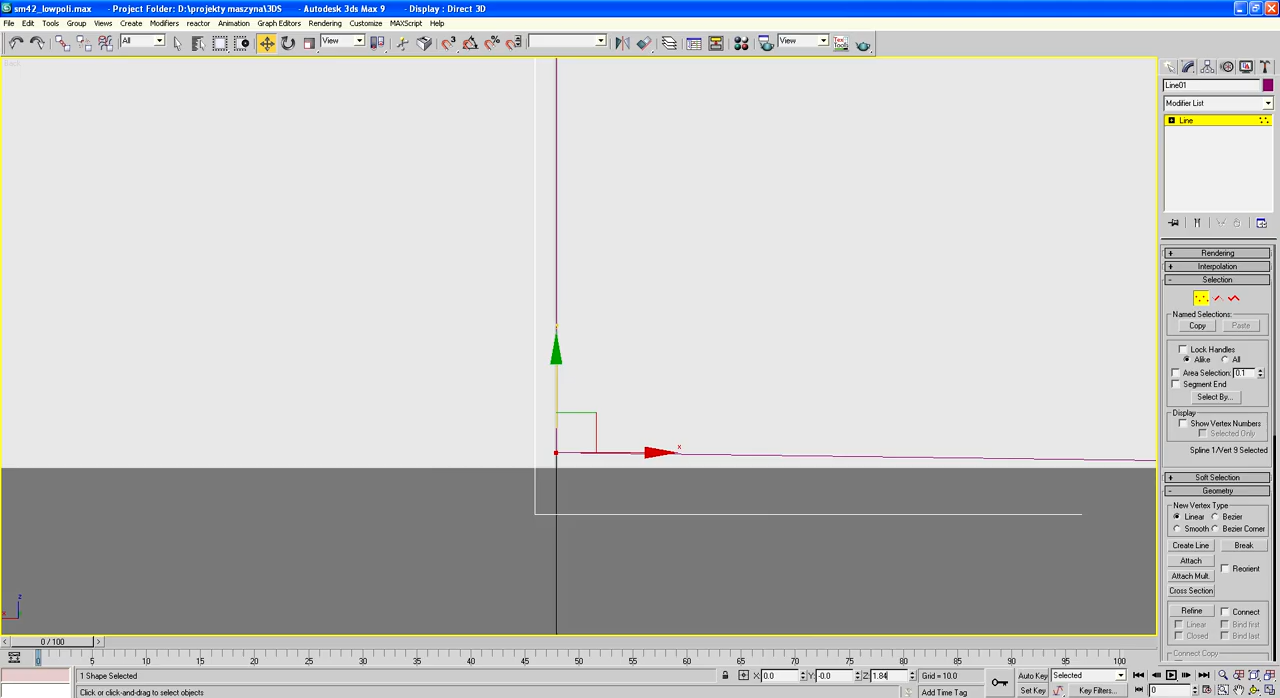 sm42_lowpoli.max - Project Folder: D:\projekty maszyna\3DS - Autodesk 3ds Max 9 - Display : Direct 3D
File Edit Tools Group Views Create Modifiers reactor Animation Graph Editors Rendering Customize MAXScript Help
All View View
Back
Line01
Modifier List
Line
+ Rendering
+ Interpolation
- Selection
Named Selections:
Copy Paste
Lock Handles
Alike All
Area Selection: 0.1
Segment End
Select By...
Display
Show Vertex Numbers
Selected Only
Spline 1/Vert 9 Selected
+ Soft Selection
- Geometry
New Vertex Type
Linear Bezier
Smooth Bezier Corner
Create Line Break
Attach Reorient
Attach Mult.
Cross Section
Refine Connect
Linear Bind first
Closed Bind last
Connect Copy
x
z
x
0 / 100
0 5 10 15 20 25 30 35 40 45 50 55 60 65 70 75 80 85 90 95 100
1 Shape Selected X: 0.0 Y: -0.0 Z: 1.84 Grid = 10.0 Auto Key Selected
Click or click-and-drag to select objects Add Time Tag Set Key Key Filters...